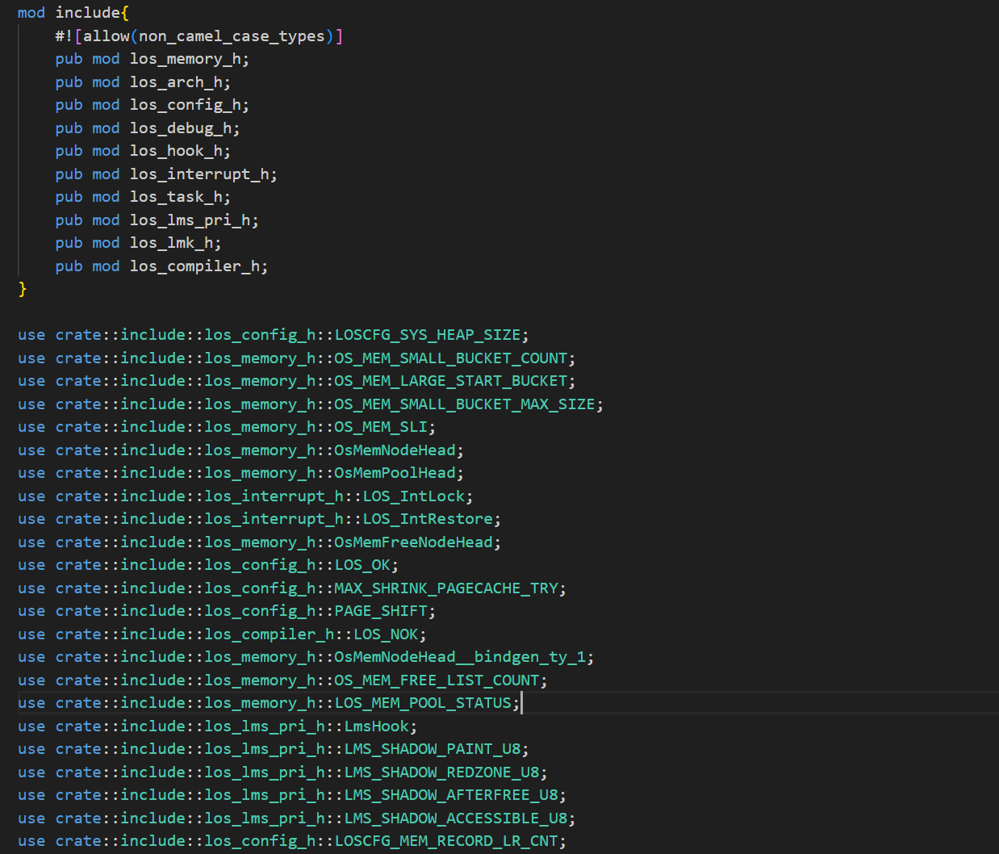 mod include{
    #![allow(non_camel_case_types)]
    pub mod los_memory_h;
    pub mod los_arch_h;
    pub mod los_config_h;
    pub mod los_debug_h;
    pub mod los_hook_h;
    pub mod los_interrupt_h;
    pub mod los_task_h;
    pub mod los_lms_pri_h;
    pub mod los_lmk_h;
    pub mod los_compiler_h;
}

use crate::include::los_config_h::LOSCFG_SYS_HEAP_SIZE;
use crate::include::los_memory_h::OS_MEM_SMALL_BUCKET_COUNT;
use crate::include::los_memory_h::OS_MEM_LARGE_START_BUCKET;
use crate::include::los_memory_h::OS_MEM_SMALL_BUCKET_MAX_SIZE;
use crate::include::los_memory_h::OS_MEM_SLI;
use crate::include::los_memory_h::OsMemNodeHead;
use crate::include::los_memory_h::OsMemPoolHead;
use crate::include::los_interrupt_h::LOS_IntLock;
use crate::include::los_interrupt_h::LOS_IntRestore;
use crate::include::los_memory_h::OsMemFreeNodeHead;
use crate::include::los_config_h::LOS_OK;
use crate::include::los_config_h::MAX_SHRINK_PAGECACHE_TRY;
use crate::include::los_config_h::PAGE_SHIFT;
use crate::include::los_compiler_h::LOS_NOK;
use crate::include::los_memory_h::OsMemNodeHead__bindgen_ty_1;
use crate::include::los_memory_h::OS_MEM_FREE_LIST_COUNT;
use crate::include::los_memory_h::LOS_MEM_POOL_STATUS;
use crate::include::los_lms_pri_h::LmsHook;
use crate::include::los_lms_pri_h::LMS_SHADOW_PAINT_U8;
use crate::include::los_lms_pri_h::LMS_SHADOW_REDZONE_U8;
use crate::include::los_lms_pri_h::LMS_SHADOW_AFTERFREE_U8;
use crate::include::los_lms_pri_h::LMS_SHADOW_ACCESSIBLE_U8;
use crate::include::los_config_h::LOSCFG_MEM_RECORD_LR_CNT;